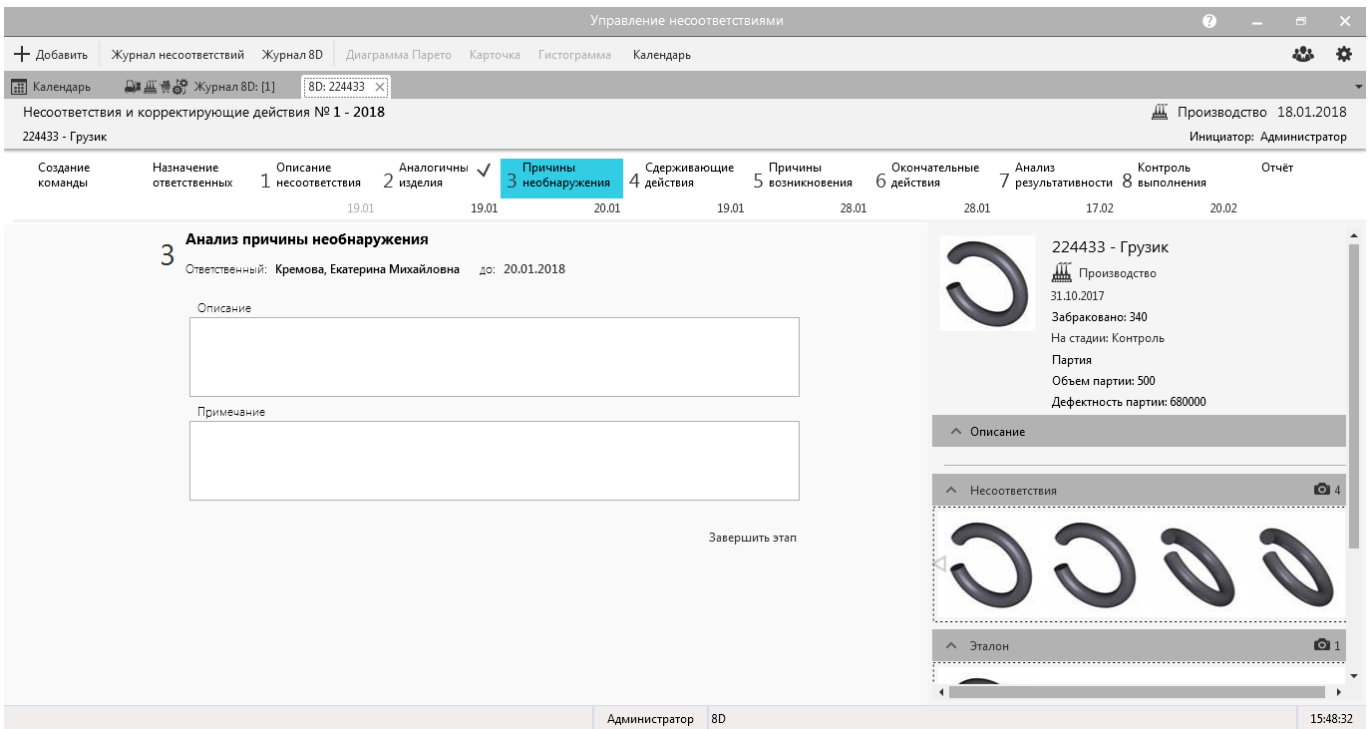 Управление несоответствиями
Добавить Журнал несоответствий Журнал 8D Диаграмма Парето Карточка Гистограмма Календарь
Календарь Журнал 8D: [1] 8D: 224433
Несоответствия и корректирующие действия № 1 - 2018 Производство 18.01.2018
224433 - Грузик Инициатор: Администратор
Создание команды
Назначение ответственных
1 Описание несоответствия 19.01
2 Аналогичны изделия 19.01
3 Причины необнаружения 20.01
4 Сдерживающие действия 19.01
5 Причины возникновения 28.01
6 Окончательные действия 28.01
7 Анализ результативности 17.02
8 Контроль выполнения 20.02
Отчёт
3 Анализ причины необнаружения
Ответственный: Кремова, Екатерина Михайловна до: 20.01.2018
Описание
Примечание
Завершить этап
224433 - Грузик
Производство
31.10.2017
Забраковано: 340
На стадии: Контроль
Партия
Объем партии: 500
Дефектность партии: 680000
Описание
Несоответствия 4
Эталон 1
Администратор 8D 15:48:32